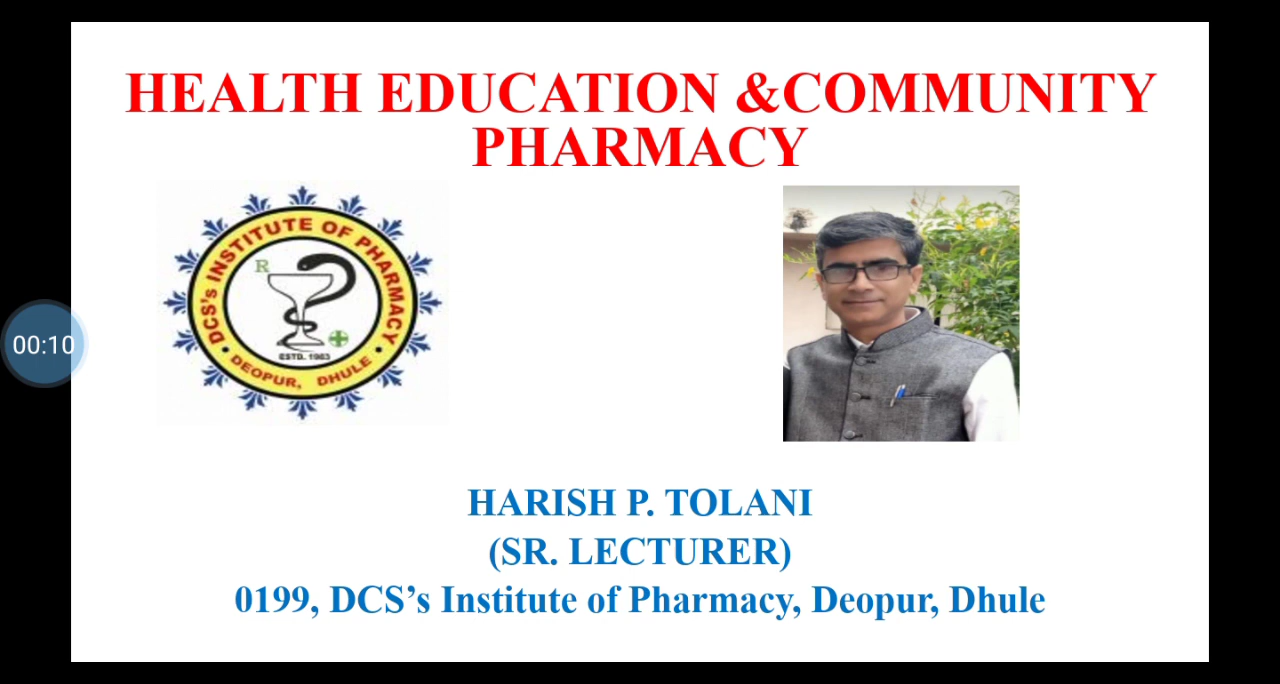 HEALTH EDUCATION &COMMUNITY
PHARMACY
DCS's INSTITUTE OF PHARMACY
R
ESTD. 1983
DEOPUR, DHULE
00:10
HARISH P. TOLANI
(SR. LECTURER)
0199, DCS’s Institute of Pharmacy, Deopur, Dhule